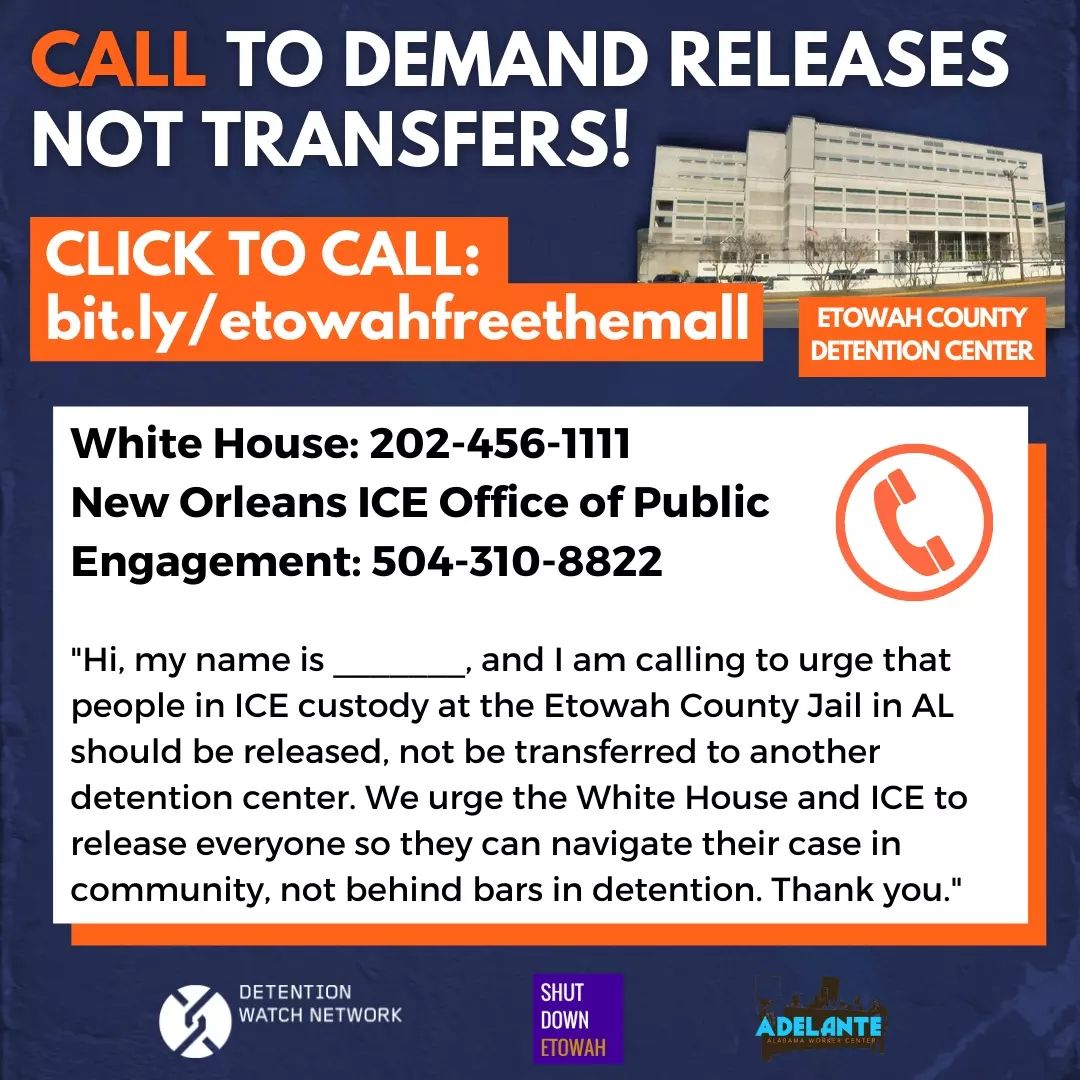 CALL TO DEMAND RELEASES
NOT TRANSFERS!
CLICK TO CALL:
bit.ly/etowahfreethemall
ETOWAH COUNTY
DETENTION CENTER
White House: 202-456-1111
New Orleans ICE Office of Public
Engagement: 504-310-8822
"Hi, my name is _______, and I am calling to urge that
people in ICE custody at the Etowah County Jail in AL
should be released, not be transferred to another
detention center. We urge the White House and ICE to
release everyone so they can navigate their case in
community, not behind bars in detention. Thank you."
DETENTION
WATCH NETWORK
SHUT
DOWN
ETOWAH
ADELANTE
ALABAMA WORKER CENTER